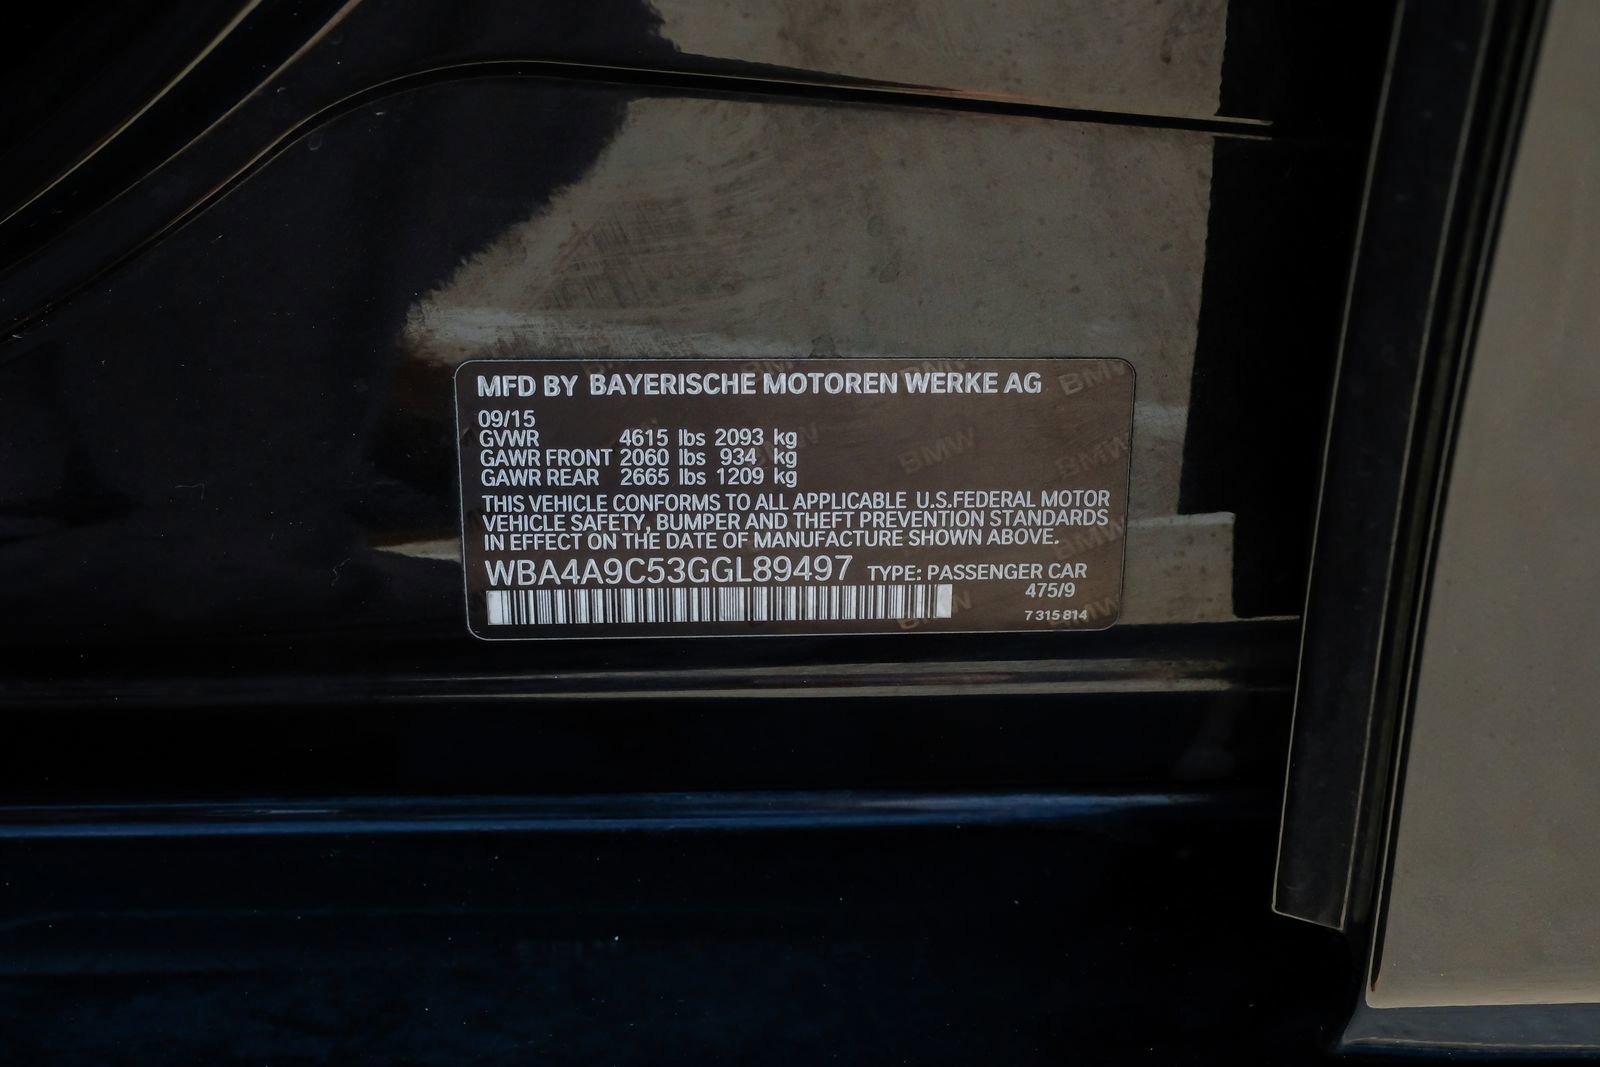 MFD BY BAYERISCHE MOTOREN WERKE AG
09/15
GVWR 4615 lbs 2093 kg
GAWR FRONT 2060 lbs 934 kg
GAWR REAR 2665 lbs 1209 kg
THIS VEHICLE CONFORMS TO ALL APPLICABLE U.S.FEDERAL MOTOR
VEHICLE SAFETY, BUMPER AND THEFT PREVENTION STANDARDS
IN EFFECT ON THE DATE OF MANUFACTURE SHOWN ABOVE.
WBA4A9C53GGL89497 TYPE: PASSENGER CAR
475/9
7 315 814